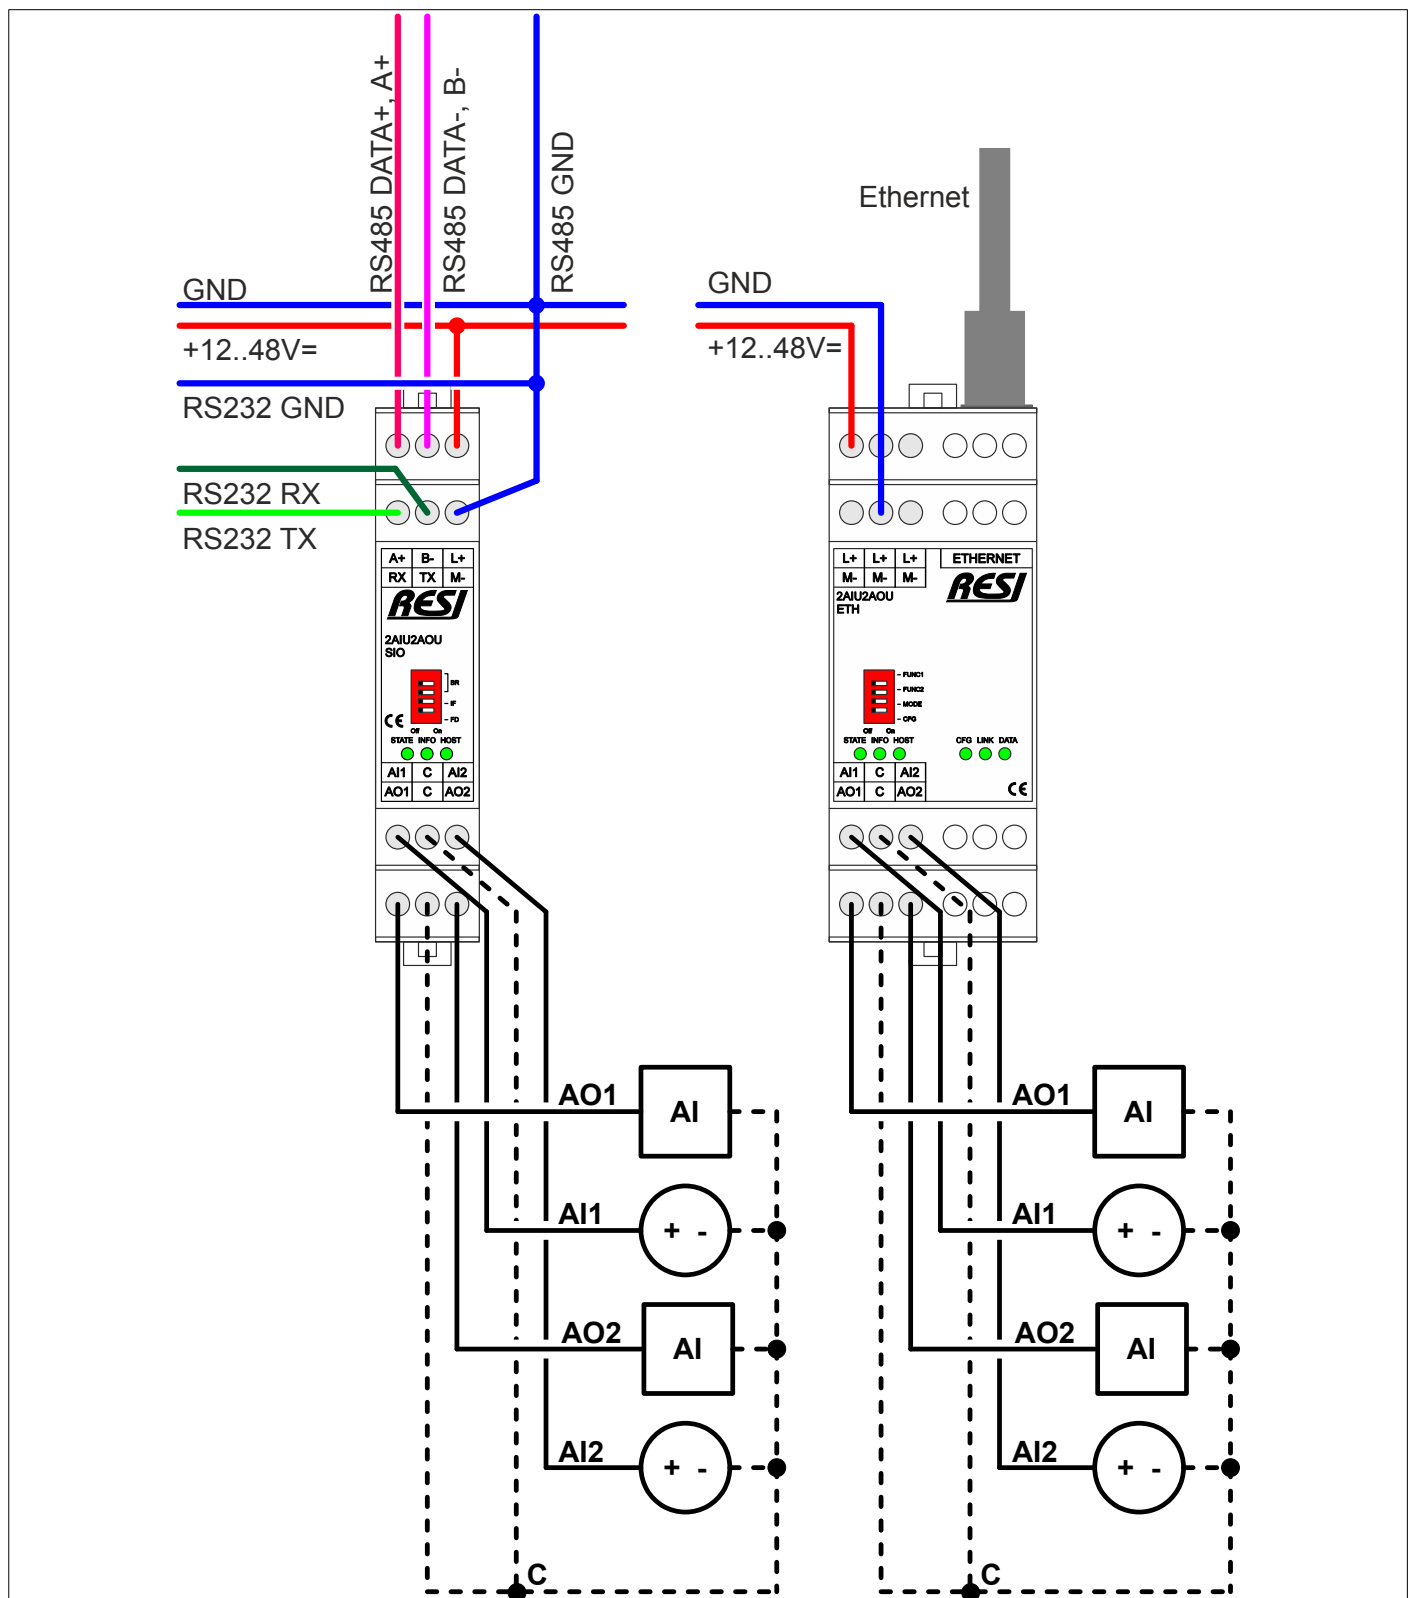 RS485 DATA+, A+
RS485 DATA-, B-
RS485 GND
GND
+12..48V=
RS232 GND
RS232 RX
RS232 TX
A+ B- L+
RX TX M-
RESI
2AIU2AOU
SIO
BR
IF
FD
CE
Off On
STATE INFO HOST
AI1 C AI2
AO1 C AO2
AO1 AI
AI1 + -
AO2 AI
AI2 + -
C
Ethernet
GND
+12..48V=
L+ L+ L+ ETHERNET
M- M- M-
RESI
2AIU2AOU
ETH
FUNC1
FUNC2
MODE
CFG
Off On
STATE INFO HOST CFG LINK DATA
AI1 C AI2
AO1 C AO2
CE
AO1 AI
AI1 + -
AO2 AI
AI2 + -
C